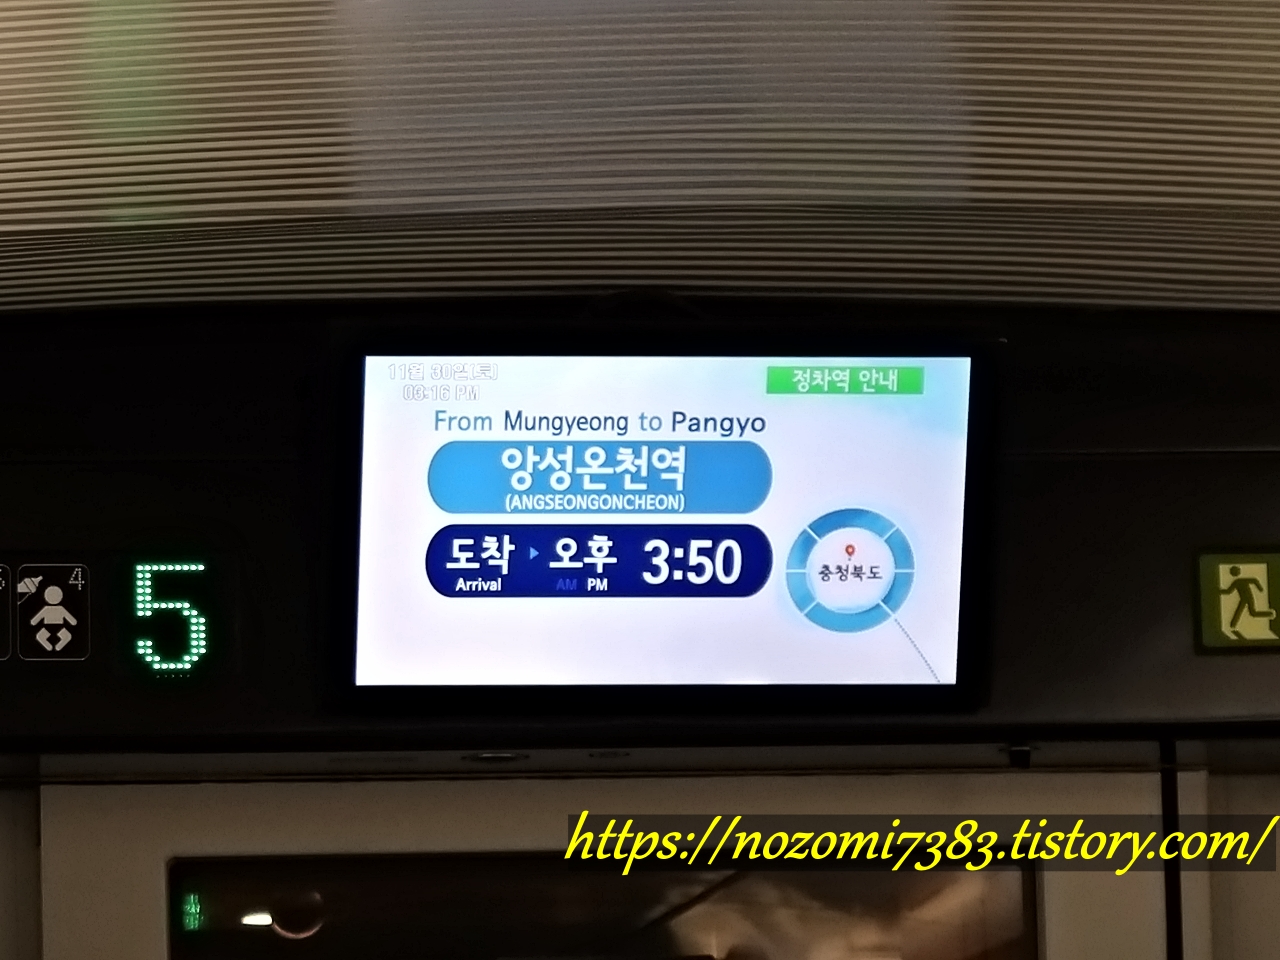 11월 30일(토)
03:16 PM
정차역 안내
From Mungyeong to Pangyo
앙성온천역
(ANGSEONGONCHEON)
도착 ▶ 오후 3:50
Arrival AM PM
충청북도
4
5
https://nozomi7383.tistory.com/